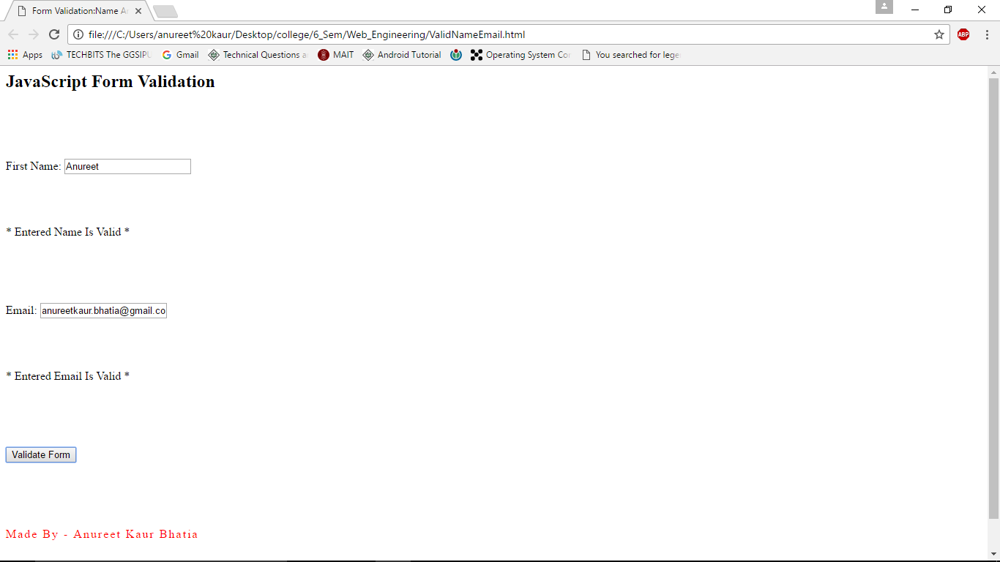 Form Validation:Name A
file:///C:/Users/anureet%20kaur/Desktop/college/6_Sem/Web_Engineering/ValidNameEmail.html
ABP
Apps TECHBITS The GGSIPU Gmail Technical Questions a MAIT Android Tutorial Operating System Con You searched for lege
JavaScript Form Validation
First Name: Anureet
* Entered Name Is Valid *
Email: anureetkaur.bhatia@gmail.co
* Entered Email Is Valid *
Validate Form
Made By - Anureet Kaur Bhatia